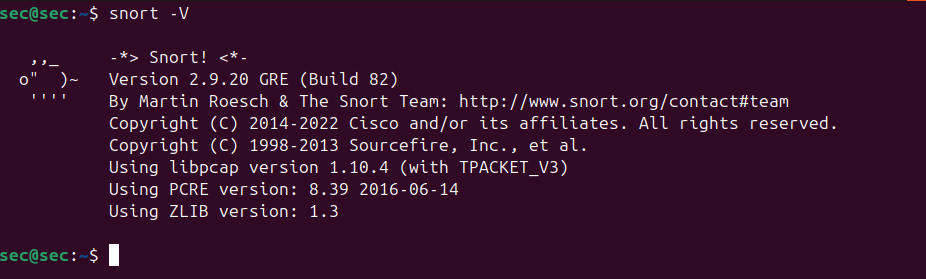 sec@sec:~$ snort -V
,,_ -*> Snort! <*-
o" )~ Version 2.9.20 GRE (Build 82)
'''' By Martin Roesch & The Snort Team: http://www.snort.org/contact#team
Copyright (C) 2014-2022 Cisco and/or its affiliates. All rights reserved.
Copyright (C) 1998-2013 Sourcefire, Inc., et al.
Using libpcap version 1.10.4 (with TPACKET_V3)
Using PCRE version: 8.39 2016-06-14
Using ZLIB version: 1.3
sec@sec:~$